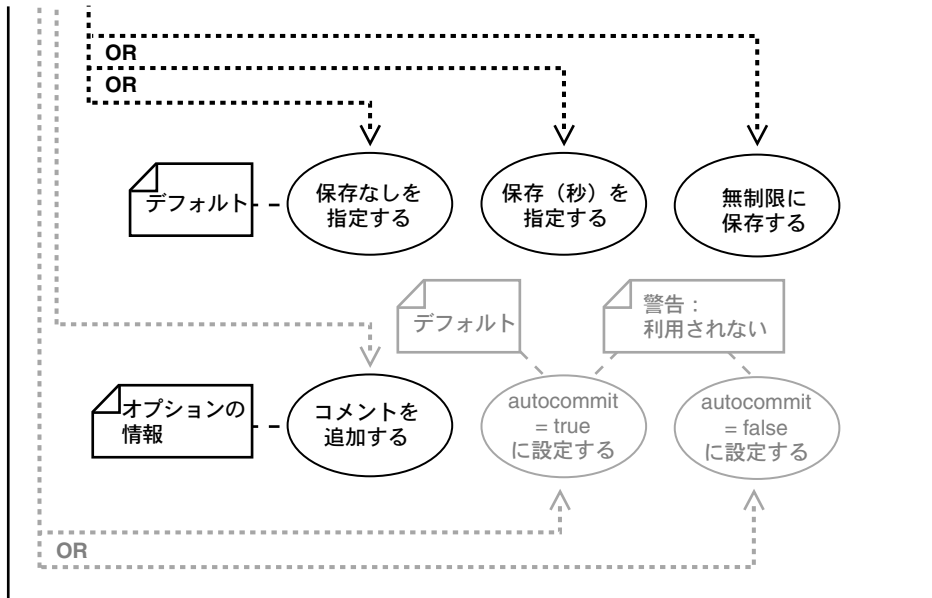 OR
OR
デフォルト
保存なしを
指定する
保存（秒）を
指定する
無制限に
保存する
デフォルト
警告：
利用されない
オプションの
情報
コメントを
追加する
autocommit
= true
に設定する
autocommit
= false
に設定する
OR